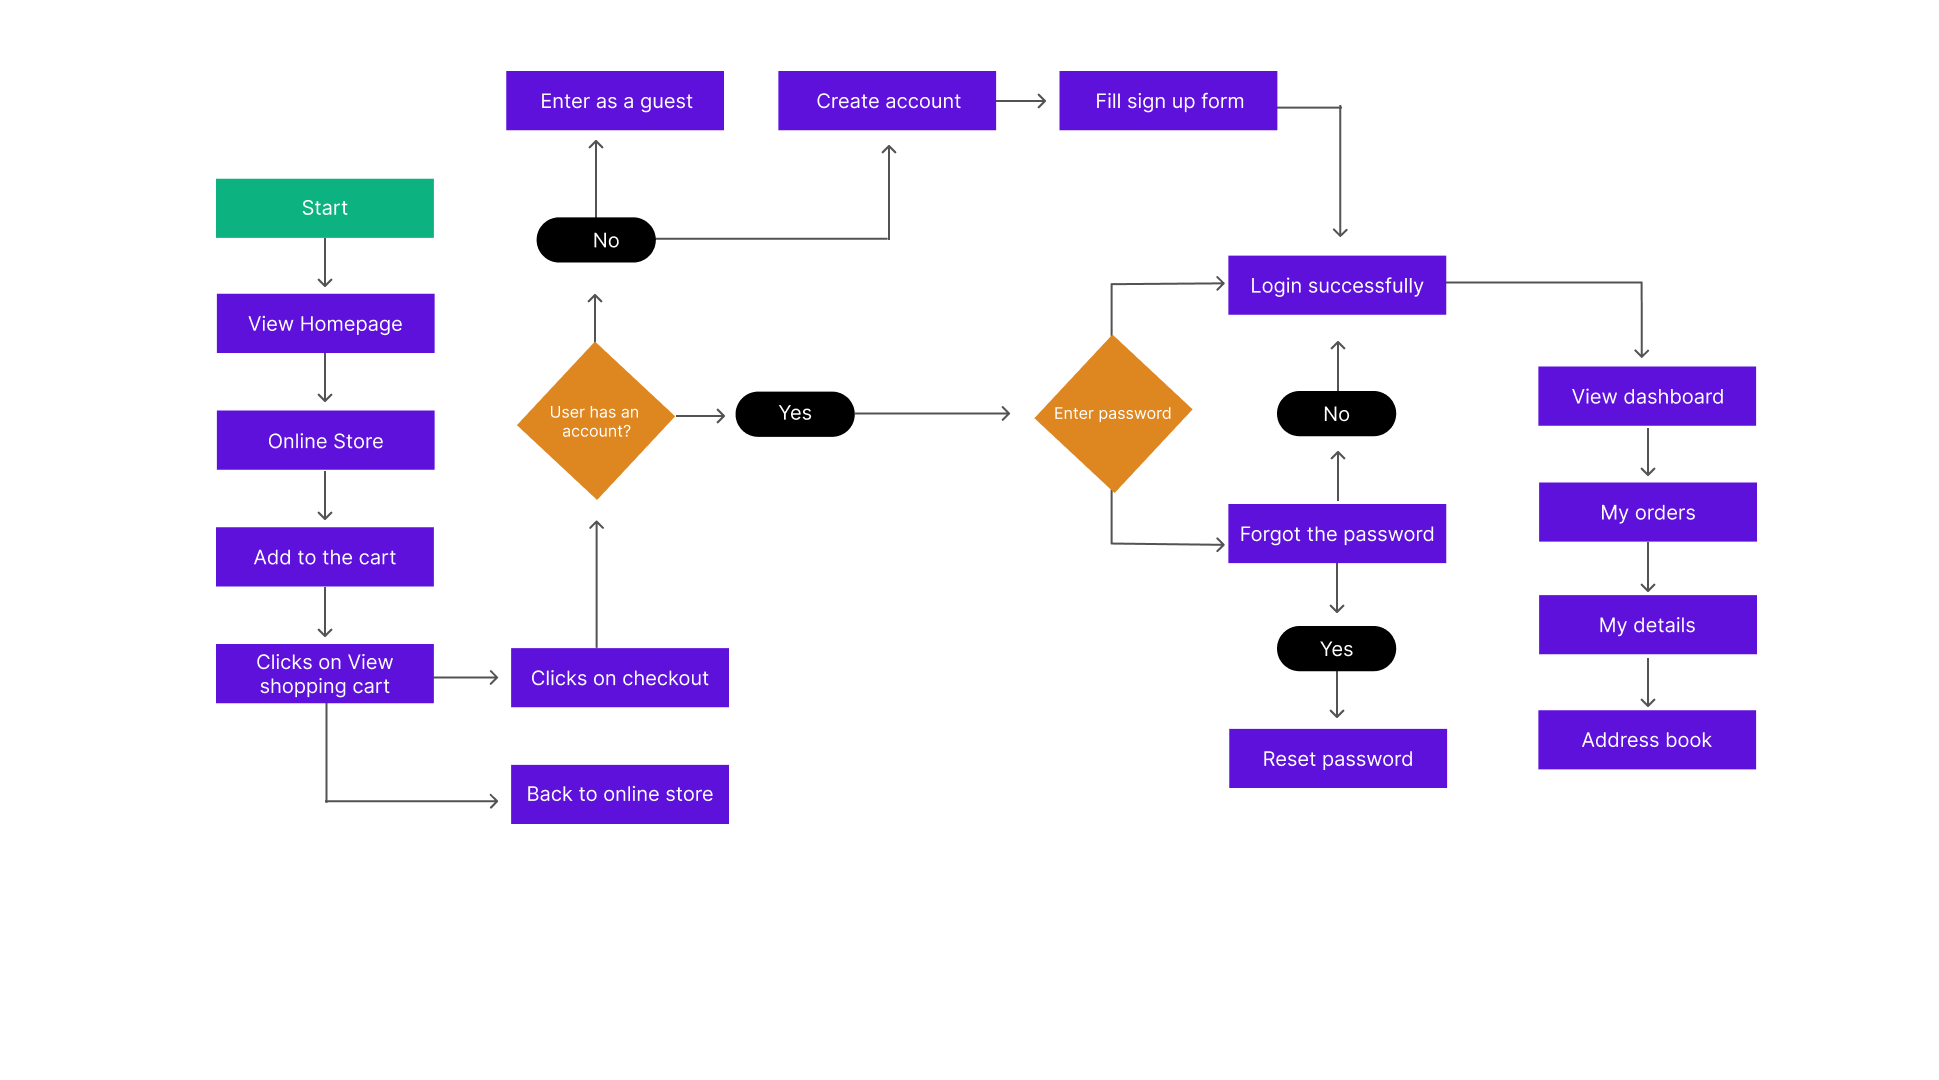 Start
View Homepage
Online Store
Add to the cart
Clicks on View
shopping cart
Clicks on checkout
Back to online store
User has an
account?
No
Enter as a guest
Create account
Fill sign up form
Yes
Enter password
Login successfully
No
Forgot the password
Yes
Reset password
View dashboard
My orders
My details
Address book